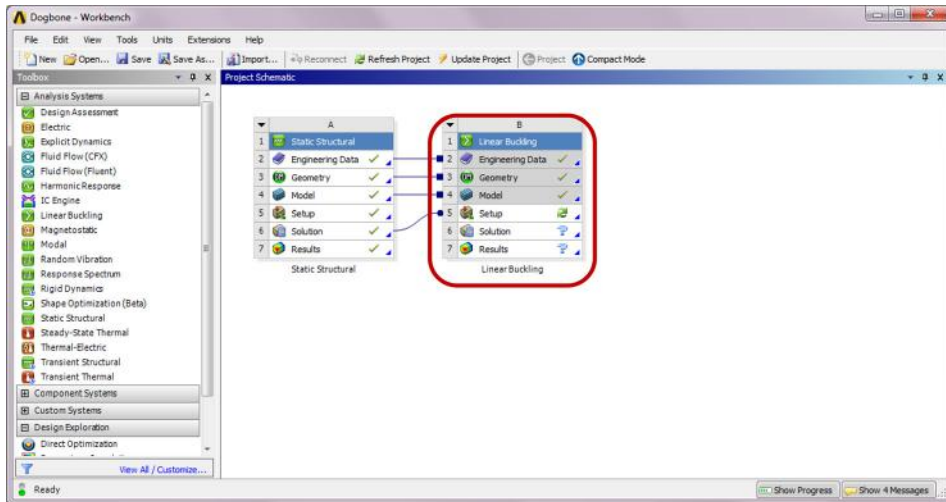 Dogbone - Workbench
File Edit View Tools Units Extensions Help
New Open... Save Save As... Import... Reconnect Refresh Project Update Project Project Compact Mode
Toolbox
Project Schematic
Analysis Systems
Design Assessment
Electric
Explicit Dynamics
Fluid Flow (CFX)
Fluid Flow (Fluent)
Harmonic Response
IC Engine
Linear Buckling
Magnetostatic
Modal
Random Vibration
Response Spectrum
Rigid Dynamics
Shape Optimization (Beta)
Static Structural
Steady-State Thermal
Thermal-Electric
Transient Structural
Transient Thermal
Component Systems
Custom Systems
Design Exploration
Direct Optimization
View All / Customize...
A
1 Static Structural
2 Engineering Data
3 Geometry
4 Model
5 Setup
6 Solution
7 Results
Static Structural
B
1 Linear Buckling
2 Engineering Data
3 Geometry
4 Model
5 Setup
6 Solution
7 Results
Linear Buckling
Ready
Show Progress
Show 4 Messages